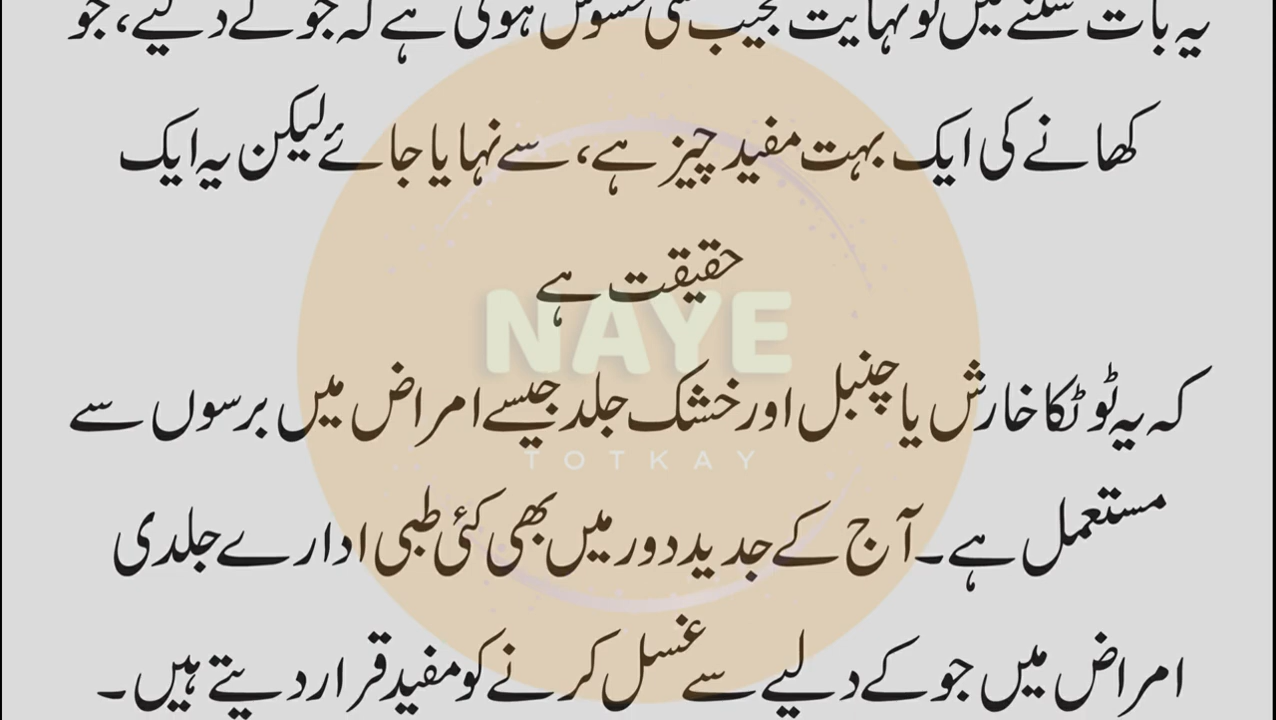 یہ بات سننے میں تو نہایت عجیب سی محسوس ہوتی ہے کہ جو کے دلیے، جو
کھانے کی ایک بہت مفید چیز ہے، سے نہایا جائے لیکن یہ ایک
حقیقت ہے
NAYE
کہ یہ ٹوٹکا خارش یا چنبل اور خشک جلد جیسے امراض میں برسوں سے
TOTKAY
مستعمل ہے۔ آج کے جدید دور میں بھی کئی طبی ادارے جلدی
امراض میں جو کے دلیے سے غسل کرنے کو مفید قرار دیتے ہیں۔